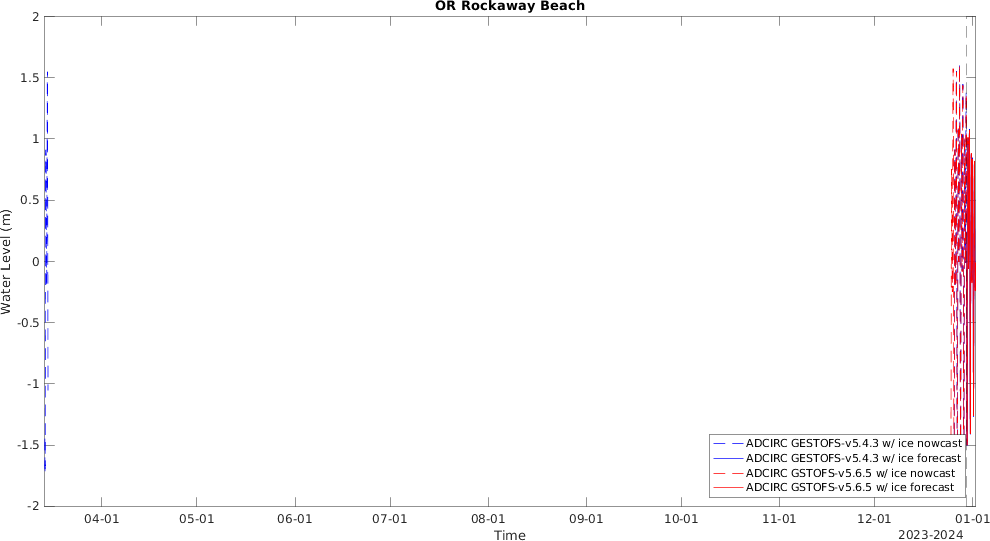 OR Rockaway Beach
2
1.5
1
0.5
0
-0.5
-1
-1.5
-2
Water Level (m)
ADCIRC GESTOFS-v5.4.3 w/ ice nowcast
ADCIRC GESTOFS-v5.4.3 w/ ice forecast
ADCIRC GSTOFS-v5.6.5 w/ ice nowcast
ADCIRC GSTOFS-v5.6.5 w/ ice forecast
04-01 05-01 06-01 07-01 08-01 09-01 10-01 11-01 12-01 01-01
Time
2023-2024